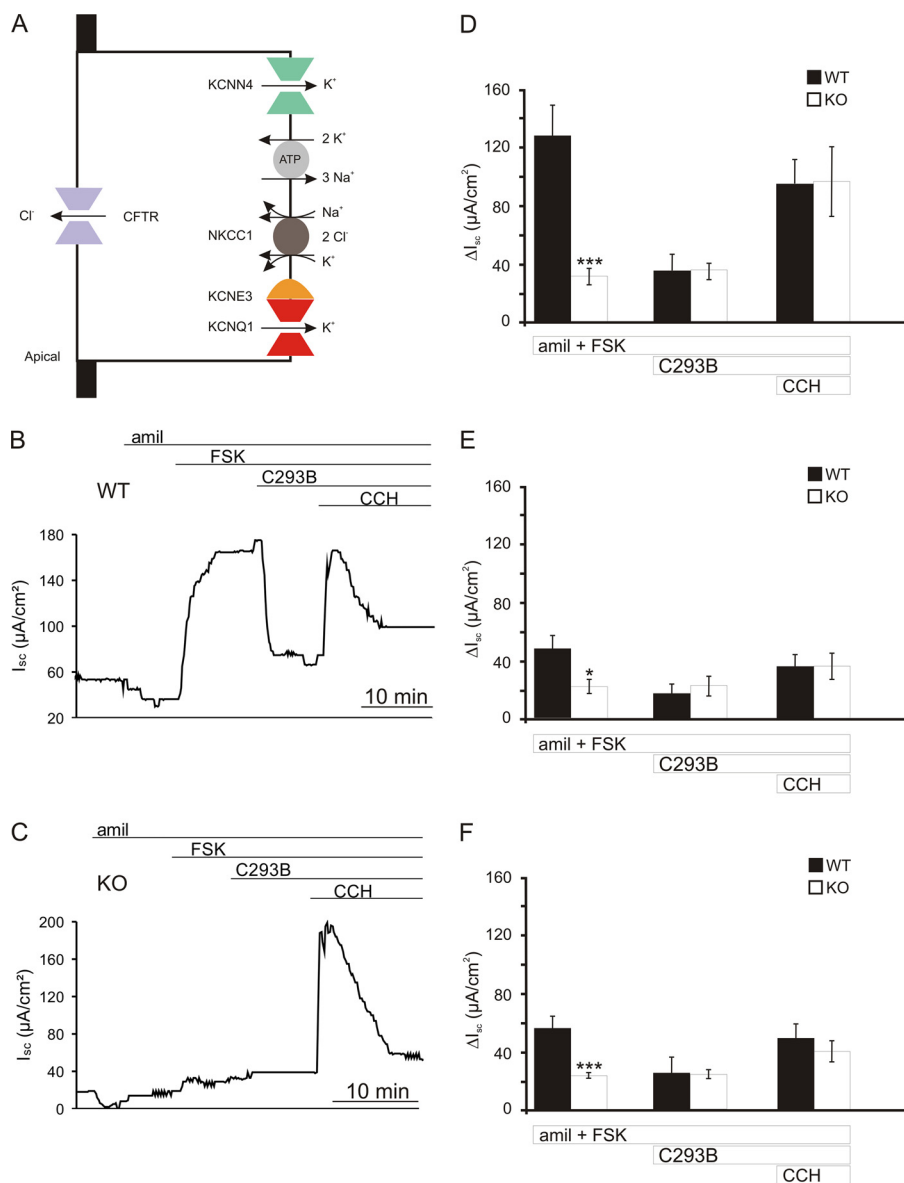 A
KCNN4
K⁺
2 K⁺
ATP
3 Na⁺
Na⁺
Cl⁻
CFTR
NKCC1
2 Cl⁻
K⁺
KCNE3
KCNQ1
K⁺
Apical
B
amil
FSK
C293B
CCH
WT
Isc (µA/cm²)
180
140
100
60
20
10 min
C
amil
FSK
C293B
CCH
KO
Isc (µA/cm²)
200
160
120
80
40
0
10 min
D
WT
KO
ΔIsc (µA/cm²)
160
120
80
40
0
***
amil + FSK
C293B
CCH
E
WT
KO
ΔIsc (µA/cm²)
160
120
80
40
0
*
amil + FSK
C293B
CCH
F
WT
KO
ΔIsc (µA/cm²)
160
120
80
40
0
***
amil + FSK
C293B
CCH